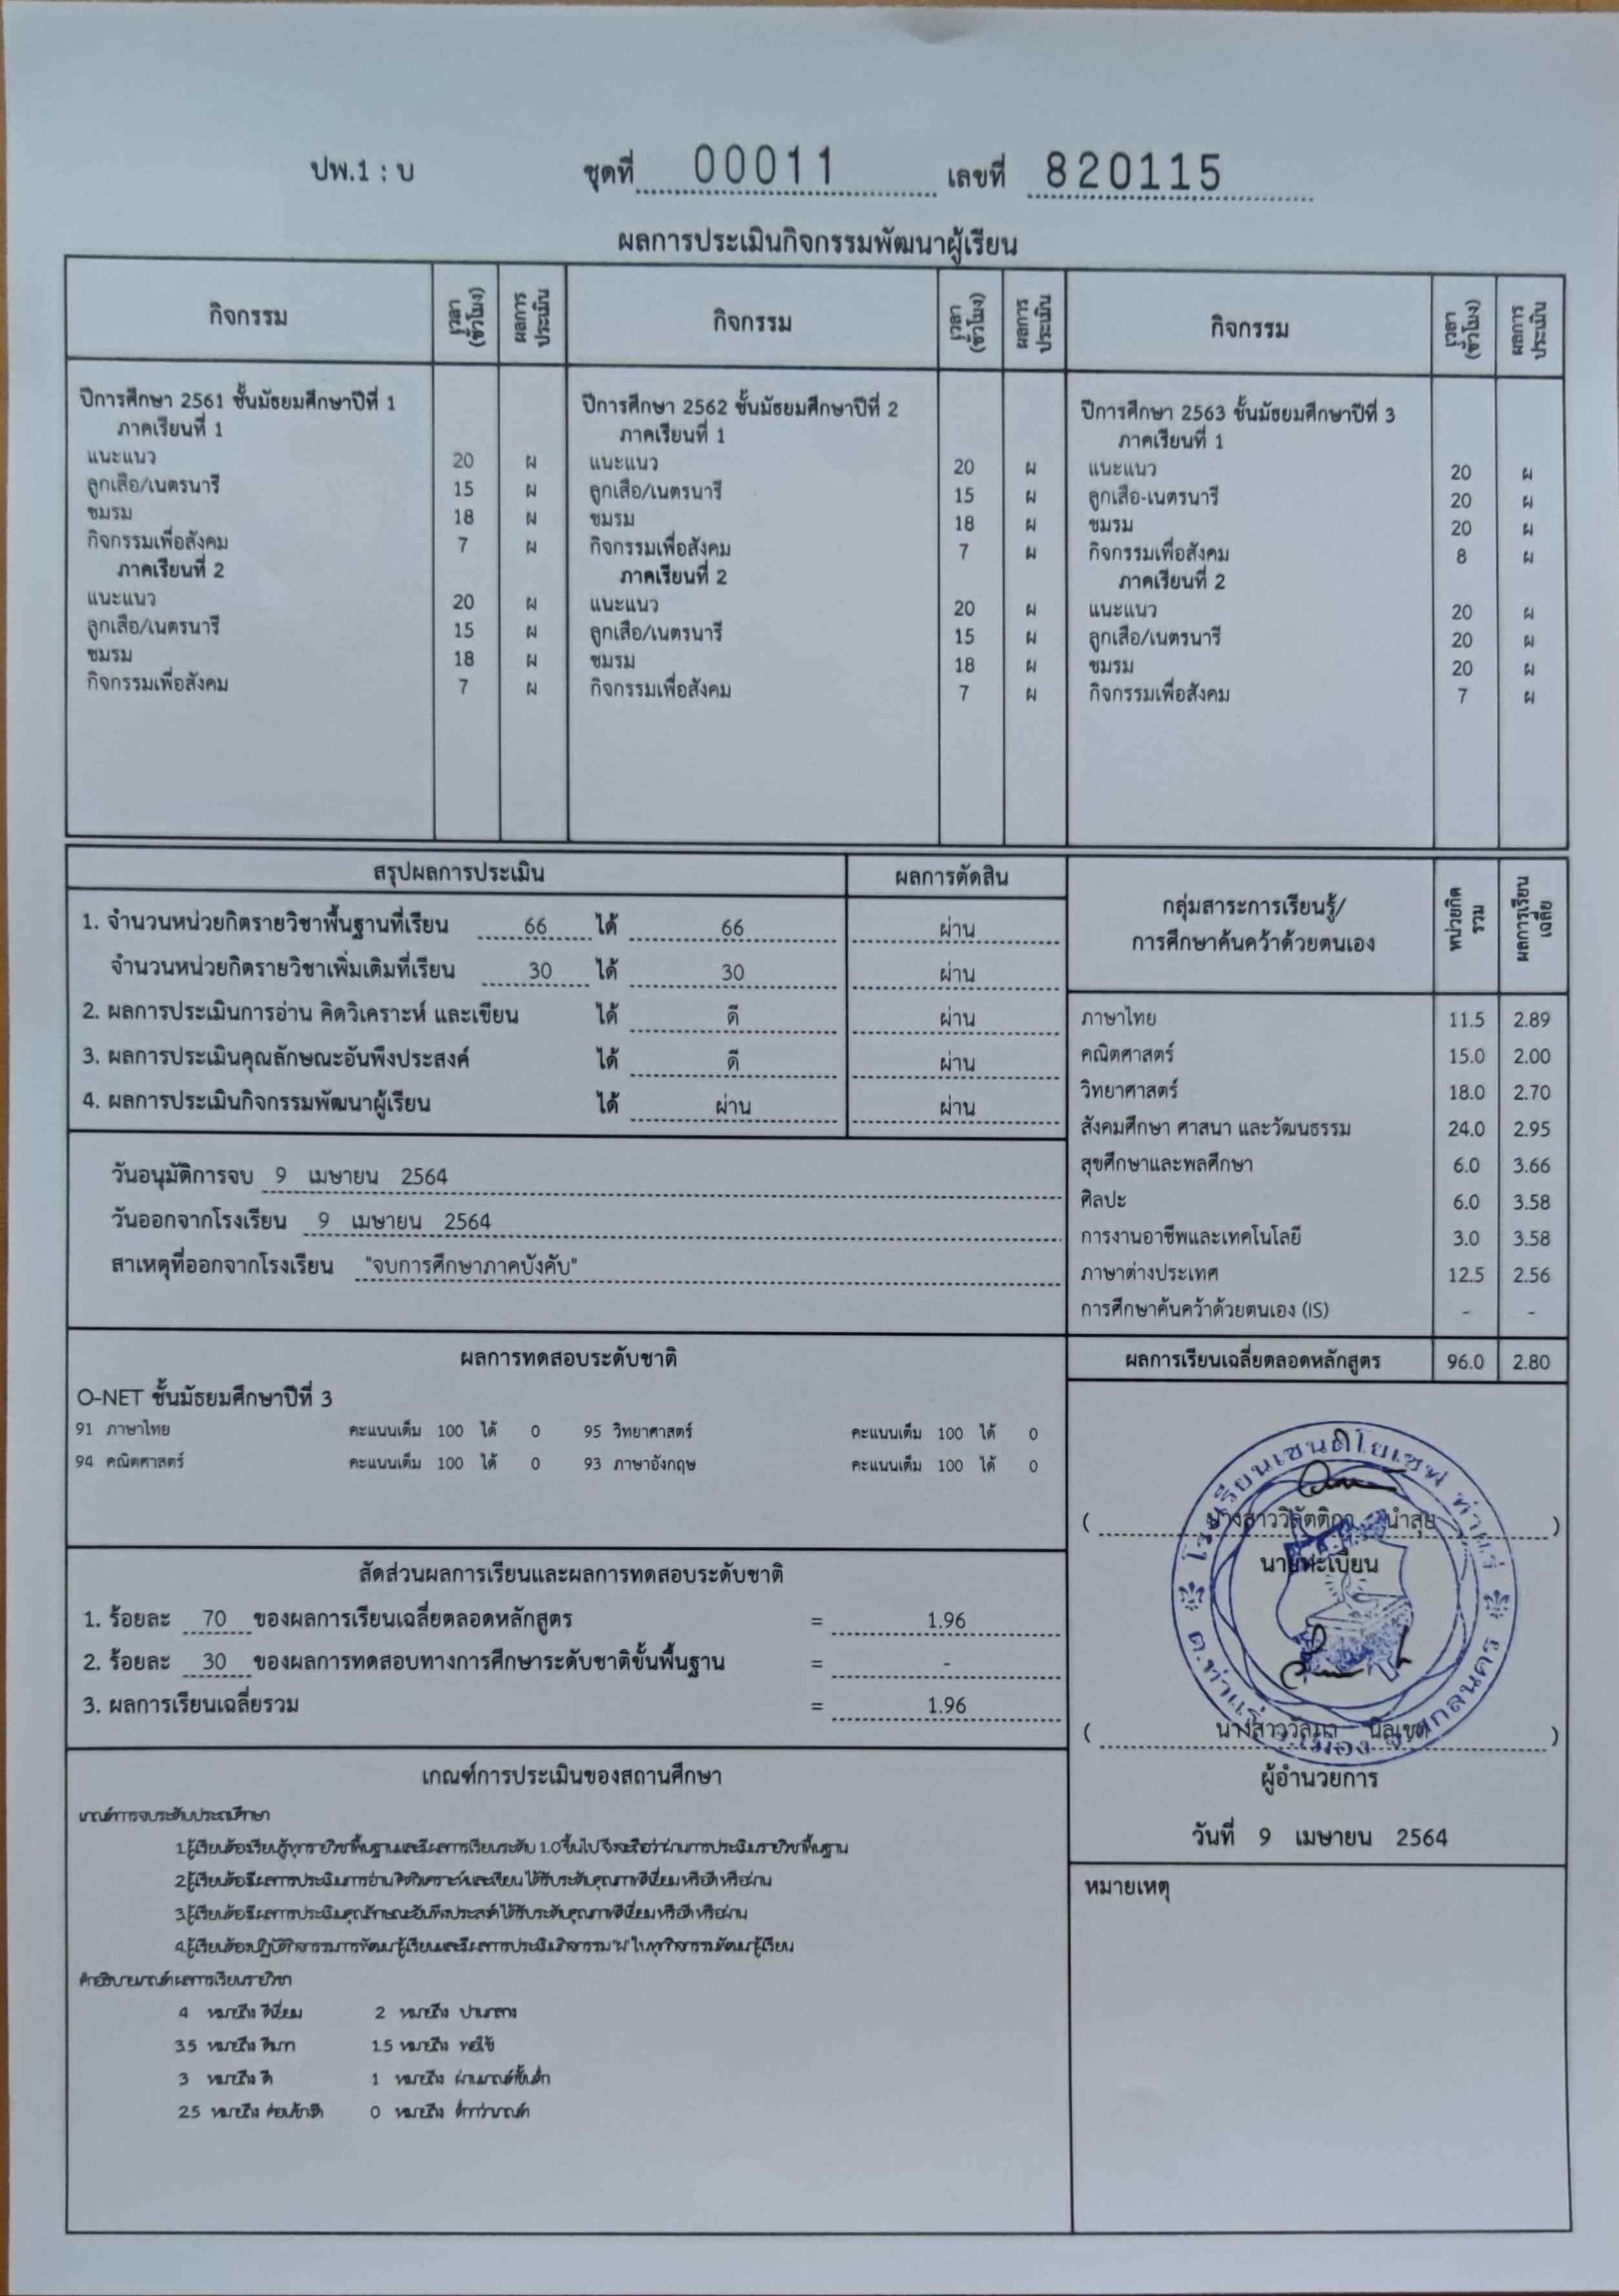 ปพ.1 : บ ชุดที่ 00011 เลขที่ 820115
ผลการประเมินกิจกรรมพัฒนาผู้เรียน
กิจกรรม เวลา (ชั่วโมง) ผลการประเมิน กิจกรรม เวลา (ชั่วโมง) ผลการประเมิน กิจกรรม เวลา (ชั่วโมง) ผลการประเมิน
ปีการศึกษา 2561 ชั้นมัธยมศึกษาปีที่ 1
ภาคเรียนที่ 1
แนะแนว 20 ผ
ลูกเสือ/เนตรนารี 15 ผ
ชมรม 18 ผ
กิจกรรมเพื่อสังคม 7 ผ
ภาคเรียนที่ 2
แนะแนว 20 ผ
ลูกเสือ/เนตรนารี 15 ผ
ชมรม 18 ผ
กิจกรรมเพื่อสังคม 7 ผ
ปีการศึกษา 2562 ชั้นมัธยมศึกษาปีที่ 2
ภาคเรียนที่ 1
แนะแนว 20 ผ
ลูกเสือ/เนตรนารี 15 ผ
ชมรม 18 ผ
กิจกรรมเพื่อสังคม 7 ผ
ภาคเรียนที่ 2
แนะแนว 20 ผ
ลูกเสือ/เนตรนารี 15 ผ
ชมรม 18 ผ
กิจกรรมเพื่อสังคม 7 ผ
ปีการศึกษา 2563 ชั้นมัธยมศึกษาปีที่ 3
ภาคเรียนที่ 1
แนะแนว 20 ผ
ลูกเสือ-เนตรนารี 20 ผ
ชมรม 20 ผ
กิจกรรมเพื่อสังคม 8 ผ
ภาคเรียนที่ 2
แนะแนว 20 ผ
ลูกเสือ/เนตรนารี 20 ผ
ชมรม 20 ผ
กิจกรรมเพื่อสังคม 7 ผ
สรุปผลการประเมิน ผลการตัดสิน
1. จำนวนหน่วยกิตรายวิชาพื้นฐานที่เรียน 66 ได้ 66 ผ่าน
จำนวนหน่วยกิตรายวิชาเพิ่มเติมที่เรียน 30 ได้ 30 ผ่าน
2. ผลการประเมินการอ่าน คิดวิเคราะห์ และเขียน ได้ ดี ผ่าน
3. ผลการประเมินคุณลักษณะอันพึงประสงค์ ได้ ดี ผ่าน
4. ผลการประเมินกิจกรรมพัฒนาผู้เรียน ได้ ผ่าน ผ่าน
วันอนุมัติการจบ 9 เมษายน 2564
วันออกจากโรงเรียน 9 เมษายน 2564
สาเหตุที่ออกจากโรงเรียน "จบการศึกษาภาคบังคับ"
กลุ่มสาระการเรียนรู้/ การศึกษาค้นคว้าด้วยตนเอง หน่วยกิตรวม ผลการเรียนเฉลี่ย
ภาษาไทย 11.5 2.89
คณิตศาสตร์ 15.0 2.00
วิทยาศาสตร์ 18.0 2.70
สังคมศึกษา ศาสนา และวัฒนธรรม 24.0 2.95
สุขศึกษาและพลศึกษา 6.0 3.66
ศิลปะ 6.0 3.58
การงานอาชีพและเทคโนโลยี 3.0 3.58
ภาษาต่างประเทศ 12.5 2.56
การศึกษาค้นคว้าด้วยตนเอง (IS) - -
ผลการเรียนเฉลี่ยตลอดหลักสูตร 96.0 2.80
ผลการทดสอบระดับชาติ
O-NET ชั้นมัธยมศึกษาปีที่ 3
91 ภาษาไทย คะแนนเต็ม 100 ได้ 0 95 วิทยาศาสตร์ คะแนนเต็ม 100 ได้ 0
94 คณิตศาสตร์ คะแนนเต็ม 100 ได้ 0 93 ภาษาอังกฤษ คะแนนเต็ม 100 ได้ 0
สัดส่วนผลการเรียนและผลการทดสอบระดับชาติ
1. ร้อยละ 70 ของผลการเรียนเฉลี่ยตลอดหลักสูตร = 1.96
2. ร้อยละ 30 ของผลการทดสอบทางการศึกษาระดับชาติขั้นพื้นฐาน = -
3. ผลการเรียนเฉลี่ยรวม = 1.96
โรงเรียนเซนต์โยเซฟ ท่าแร่
ต.ท่าแร่ อ.เมือง จ.สกลนคร
( นางสาววิลัตติกา นำสุย )
นายทะเบียน
( นางสาววัลภา นิลเขต )
ผู้อำนวยการ
วันที่ 9 เมษายน 2564
หมายเหตุ
เกณฑ์การประเมินของสถานศึกษา
เกณฑ์การจบระดับประถมศึกษา
1.ผู้เรียนต้องเรียนรู้ทุกรายวิชาพื้นฐานและมีผลการเรียนระดับ 1.0 ขึ้นไป จึงจะถือว่าผ่านการประเมินรายวิชาพื้นฐาน
2.ผู้เรียนต้องมีผลการประเมินการอ่าน คิดวิเคราะห์และเขียน ได้รับระดับคุณภาพดีเยี่ยม หรือดี หรือผ่าน
3.ผู้เรียนต้องมีผลการประเมินคุณลักษณะอันพึงประสงค์ ได้รับระดับคุณภาพดีเยี่ยม หรือดี หรือผ่าน
4.ผู้เรียนต้องปฏิบัติกิจกรรมการพัฒนาผู้เรียนและมีผลการประเมินกิจกรรม "ผ" ในทุกกิจกรรมพัฒนาผู้เรียน
คำอธิบายเกณฑ์ผลการเรียนรายวิชา
4 หมายถึง ดีเยี่ยม 2 หมายถึง ปานกลาง
3.5 หมายถึง ดีมาก 1.5 หมายถึง พอใช้
3 หมายถึง ดี 1 หมายถึง ผ่านเกณฑ์ขั้นต่ำ
2.5 หมายถึง ค่อนข้างดี 0 หมายถึง ต่ำกว่าเกณฑ์